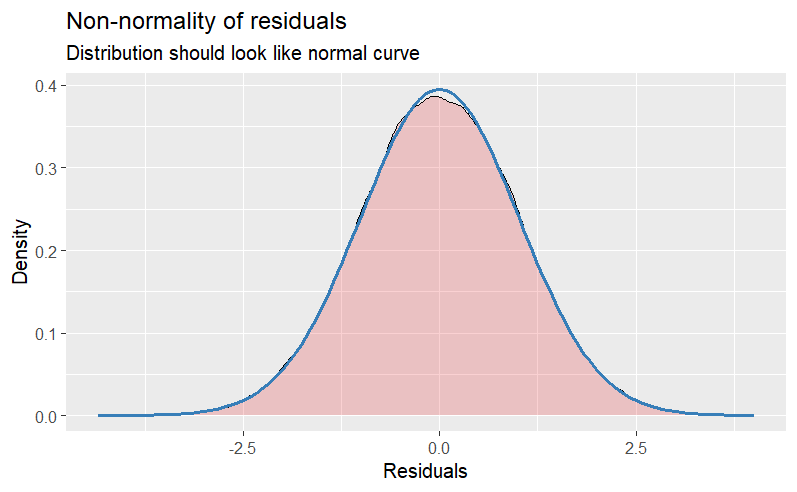 Non-normality of residuals
Distribution should look like normal curve
0.4
0.3
0.2
0.1
0.0
Density
-2.5
0.0
2.5
Residuals